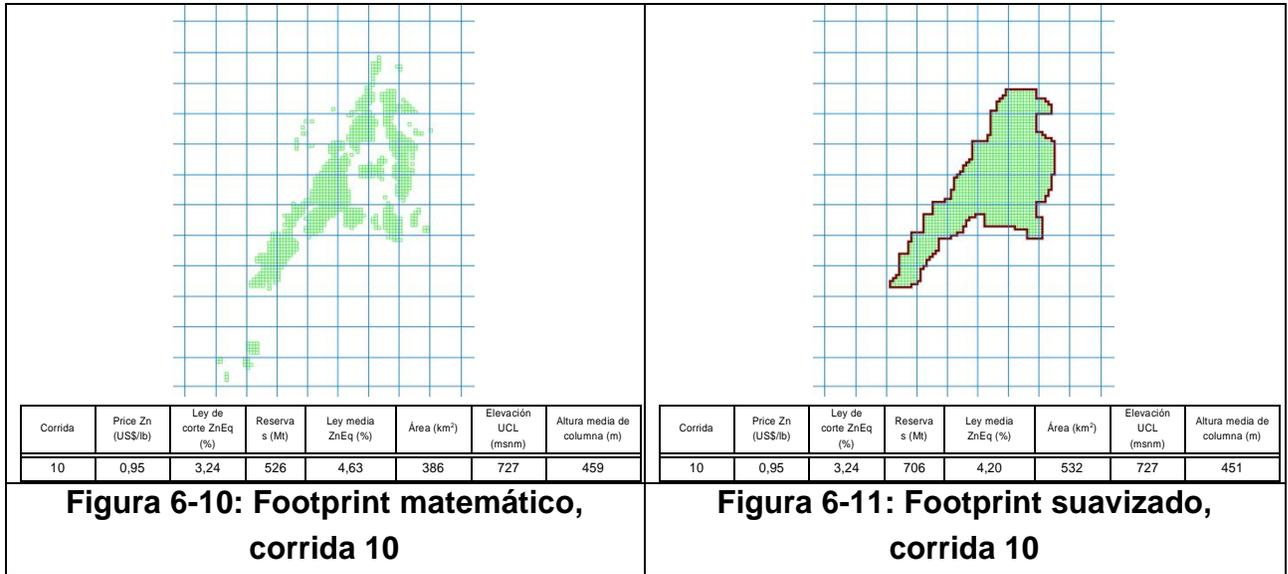 Corrida
Price Zn
(US$/lb)
Ley de
corte ZnEq
(%)
Reserva
s (Mt)
Ley media
ZnEq (%)
Área (km²)
Elevación
UCL
(msnm)
Altura media de
columna (m)
10 0,95 3,24 526 4,63 386 727 459
Figura 6-10: Footprint matemático,
corrida 10
Corrida
Price Zn
(US$/lb)
Ley de
corte ZnEq
(%)
Reserva
s (Mt)
Ley media
ZnEq (%)
Área (km²)
Elevación
UCL
(msnm)
Altura media de
columna (m)
10 0,95 3,24 706 4,20 532 727 451
Figura 6-11: Footprint suavizado,
corrida 10